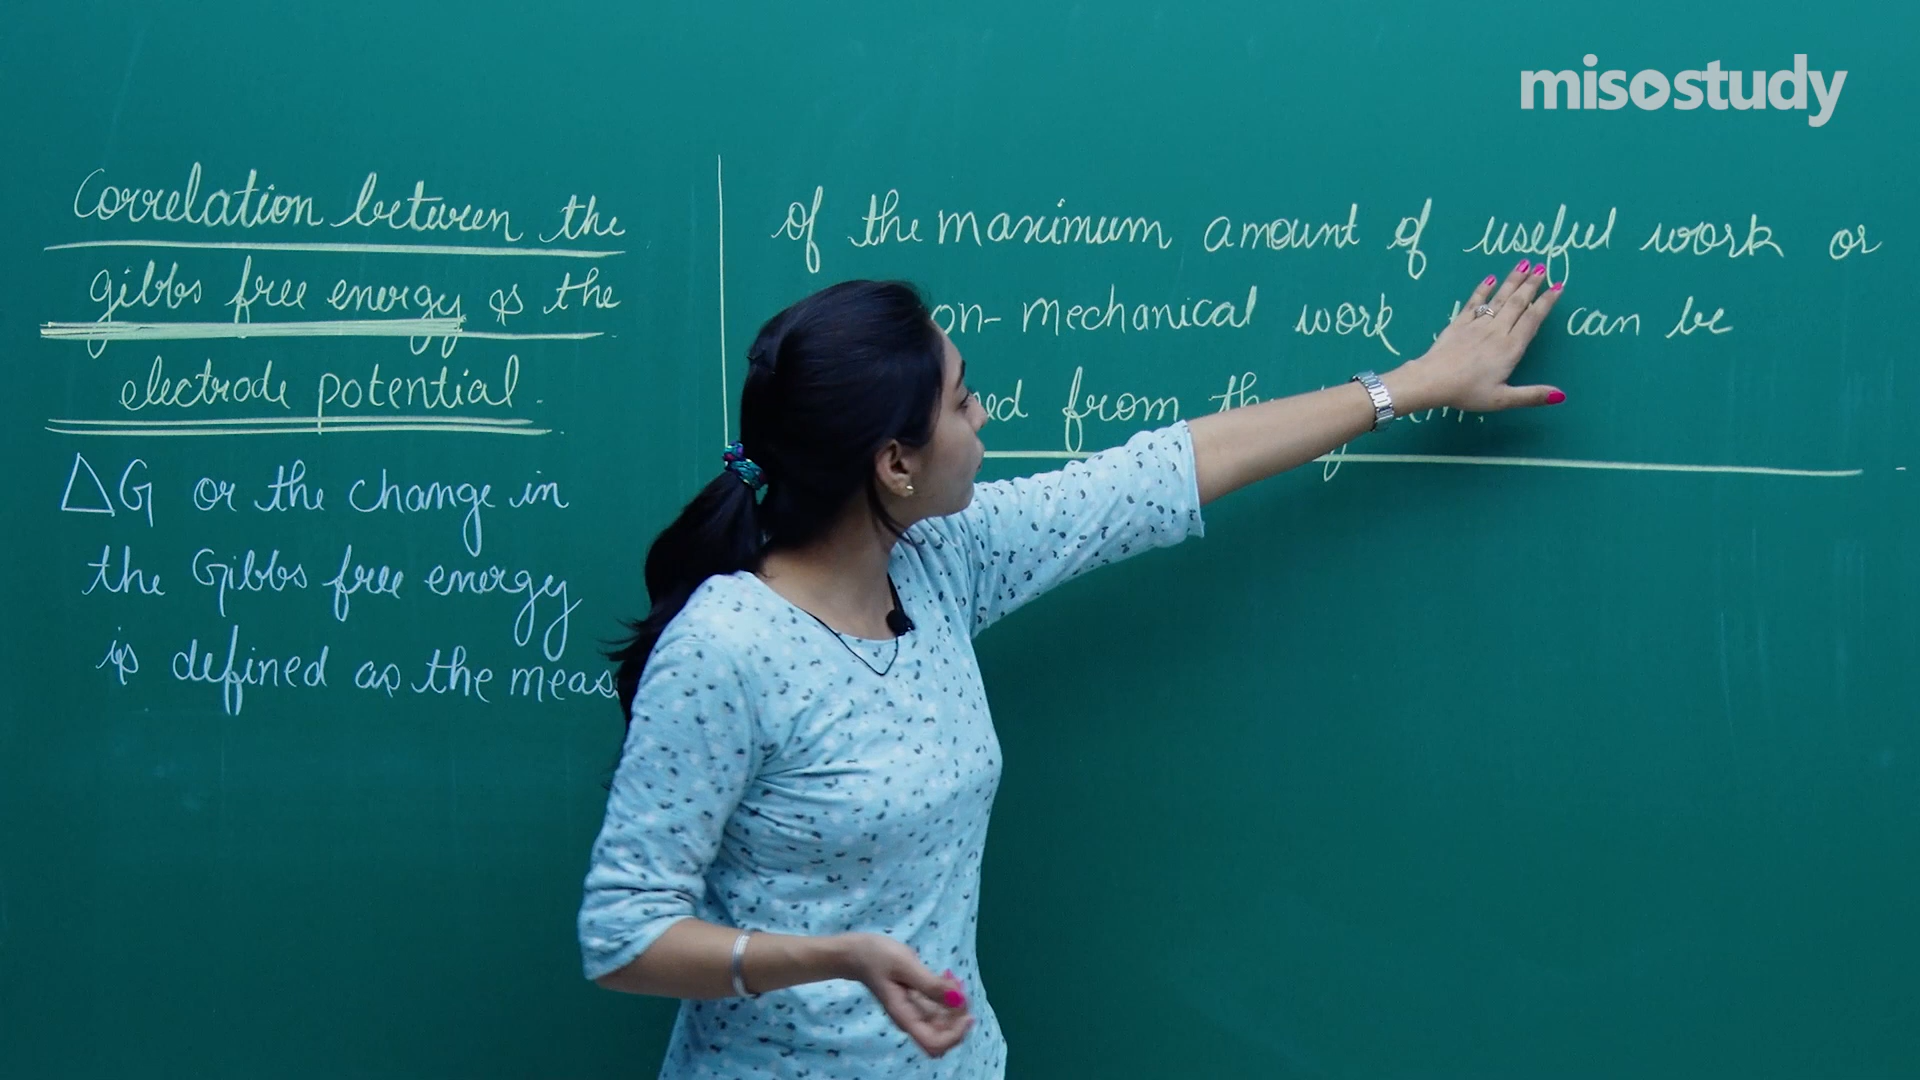 misostudy
Correlation between the
gibbs free energy & the
electrode potential.
ΔG or the change in
the Gibbs free energy
is defined as the meas
of the maximum amount of useful work or
on-mechanical work can be
ed from